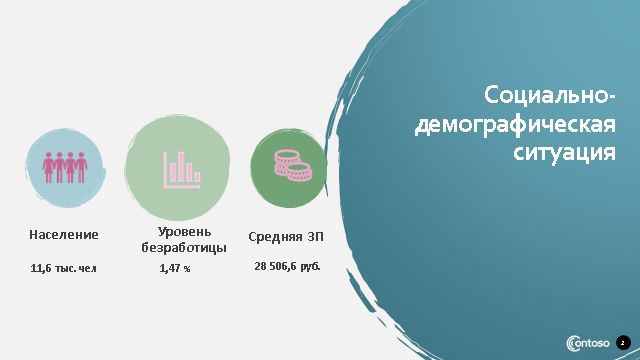 Социально-
демографическая
ситуация
Население
11,6 тыс. чел
Уровень
безработицы
1,47 %
Средняя ЗП
28 506,6 руб.
Contoso
2